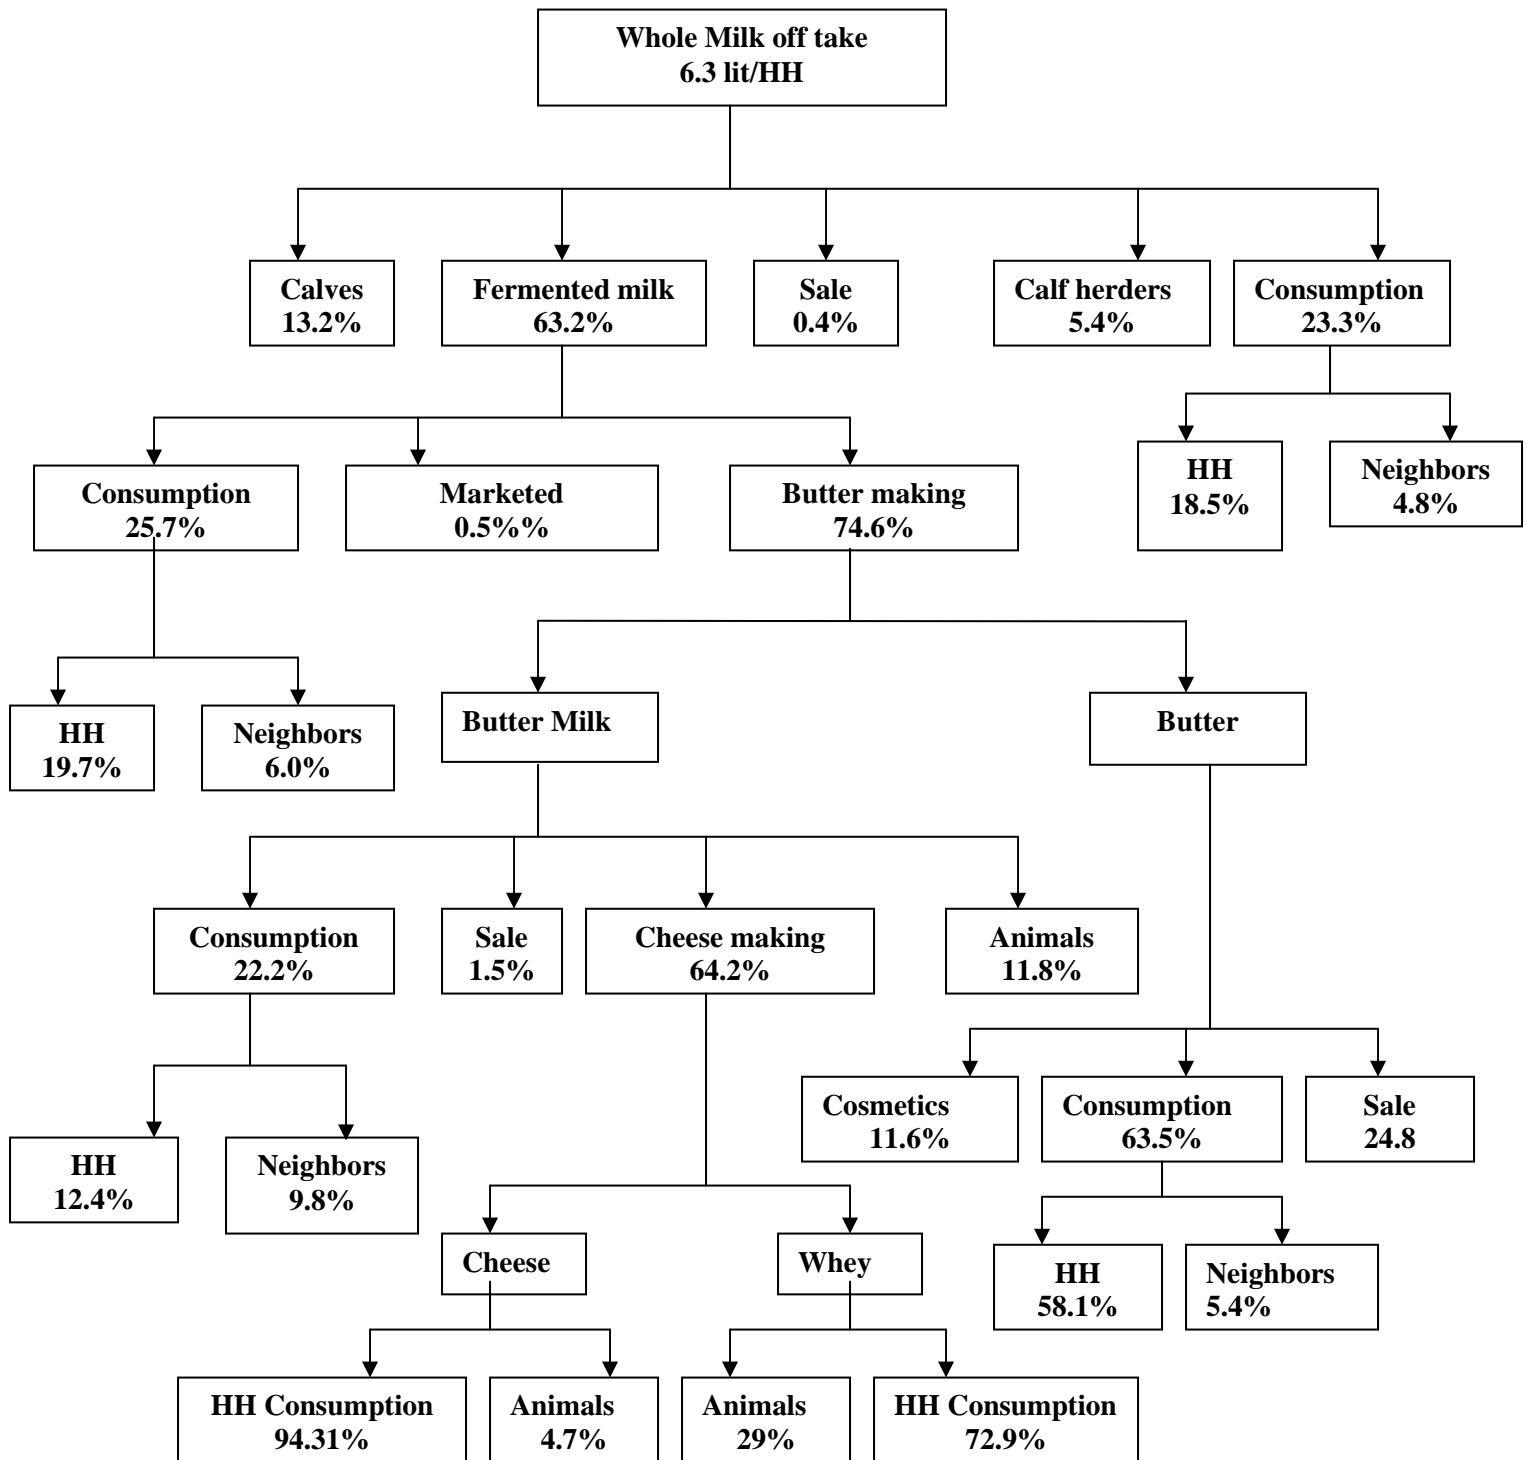 Whole Milk off take
6.3 lit/HH
Calves
13.2%
Fermented milk
63.2%
Sale
0.4%
Calf herders
5.4%
Consumption
23.3%
HH
18.5%
Neighbors
4.8%
Consumption
25.7%
Marketed
0.5%%
Butter making
74.6%
HH
19.7%
Neighbors
6.0%
Butter Milk
Butter
Consumption
22.2%
Sale
1.5%
Cheese making
64.2%
Animals
11.8%
Cosmetics
11.6%
Consumption
63.5%
Sale
24.8
HH
12.4%
Neighbors
9.8%
Cheese
Whey
HH
58.1%
Neighbors
5.4%
HH Consumption
94.31%
Animals
4.7%
Animals
29%
HH Consumption
72.9%